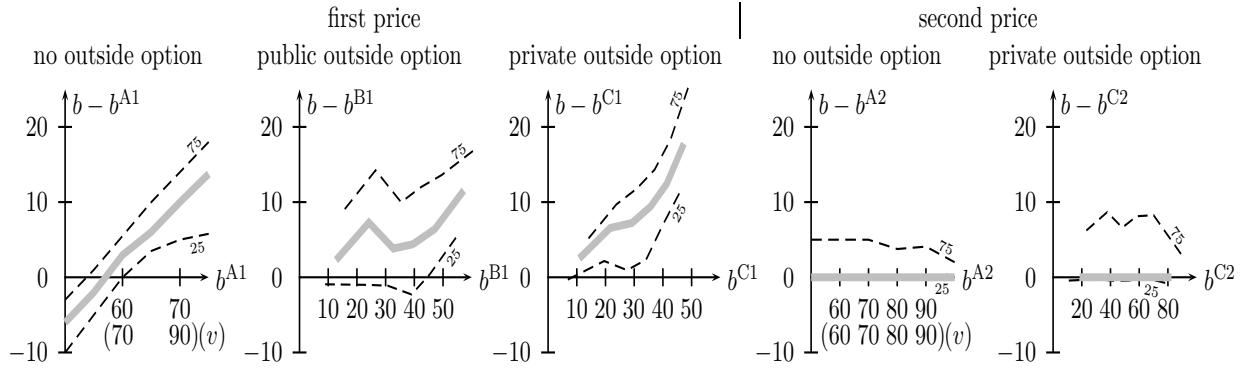 first price
second price
no outside option
public outside option
private outside option
no outside option
private outside option
b − b^A1
20
10
0
−10
75
25
b^A1
60 70
(70 90)(v)
b − b^B1
20
10
0
−10
75
25
b^B1
10 20 30 40 50
b − b^C1
20
10
0
−10
75
25
b^C1
10 20 30 40 50
b − b^A2
20
10
0
−10
75
25
b^A2
60 70 80 90
(60 70 80 90)(v)
b − b^C2
20
10
0
−10
75
25
b^C2
20 40 60 80